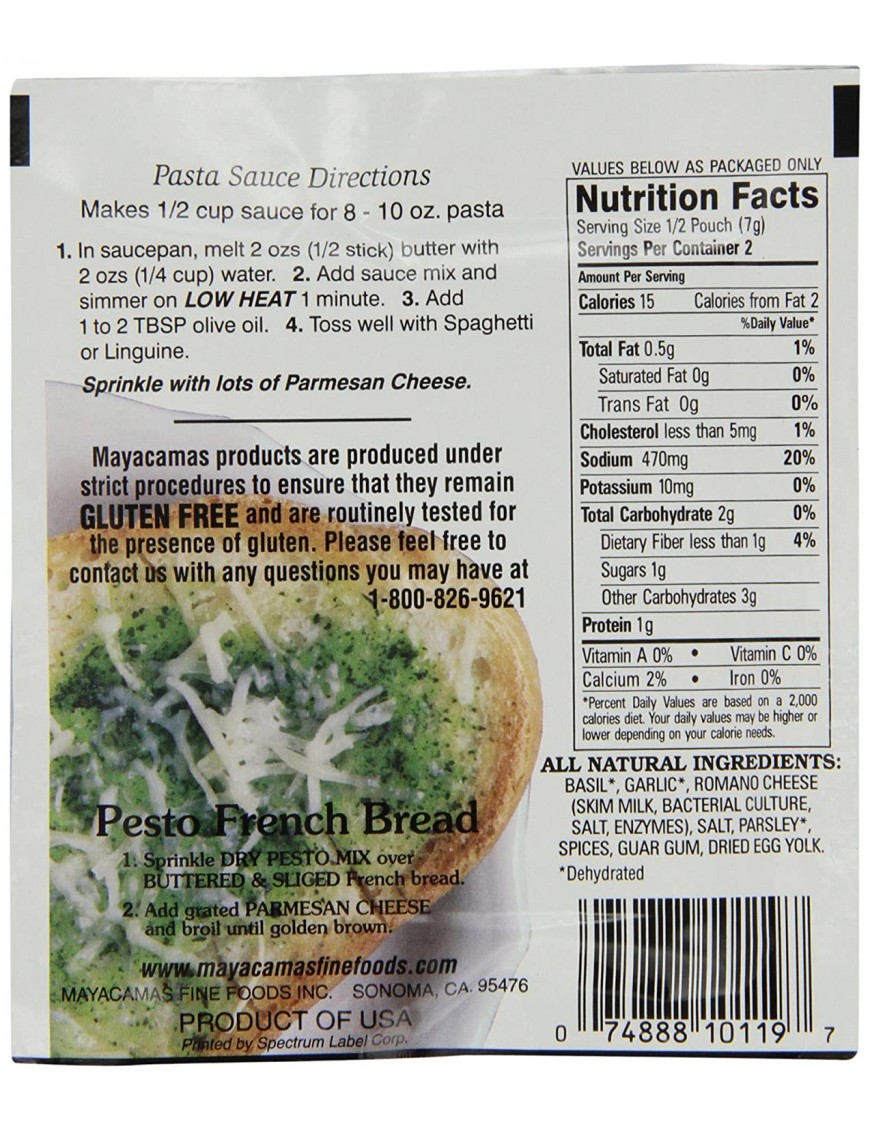 Pasta Sauce Directions
Makes 1/2 cup sauce for 8 - 10 oz. pasta
1. In saucepan, melt 2 ozs (1/2 stick) butter with
2 ozs (1/4 cup) water. 2. Add sauce mix and
simmer on LOW HEAT 1 minute. 3. Add
1 to 2 TBSP olive oil. 4. Toss well with Spaghetti
or Linguine.
Sprinkle with lots of Parmesan Cheese.
Mayacamas products are produced under
strict procedures to ensure that they remain
GLUTEN FREE and are routinely tested for
the presence of gluten. Please feel free to
contact us with any questions you may have at
1-800-826-9621
Pesto French Bread
1. Sprinkle DRY PESTO MIX over
BUTTERED & SLICED French bread.
2. Add grated PARMESAN CHEESE
and broil until golden brown.
www.mayacamasfinefoods.com
MAYACAMAS FINE FOODS INC. SONOMA, CA. 95476
PRODUCT OF USA
Printed by Spectrum Label Corp.
VALUES BELOW AS PACKAGED ONLY
Nutrition Facts
Serving Size 1/2 Pouch (7g)
Servings Per Container 2
Amount Per Serving
Calories 15 Calories from Fat 2
%Daily Value*
Total Fat 0.5g 1%
Saturated Fat 0g 0%
Trans Fat 0g 0%
Cholesterol less than 5mg 1%
Sodium 470mg 20%
Potassium 10mg 0%
Total Carbohydrate 2g 0%
Dietary Fiber less than 1g 4%
Sugars 1g
Other Carbohydrates 3g
Protein 1g
Vitamin A 0% • Vitamin C 0%
Calcium 2% • Iron 0%
*Percent Daily Values are based on a 2,000
calories diet. Your daily values may be higher or
lower depending on your calorie needs.
ALL NATURAL INGREDIENTS:
BASIL*, GARLIC*, ROMANO CHEESE
(SKIM MILK, BACTERIAL CULTURE,
SALT, ENZYMES), SALT, PARSLEY*,
SPICES, GUAR GUM, DRIED EGG YOLK.
*Dehydrated
0 74888 10119 7